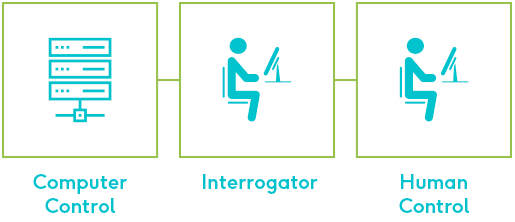 Computer
Control
Interrogator
Human
Control